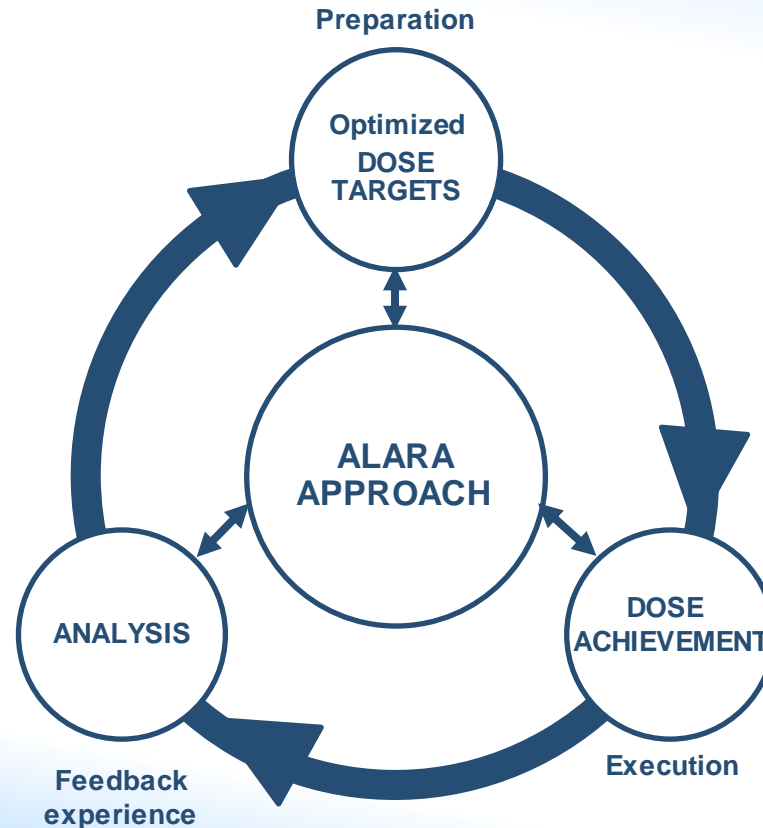 Preparation
Optimized
DOSE
TARGETS
ALARA
APPROACH
ANALYSIS
DOSE
ACHIEVEMENT
Feedback
experience
Execution